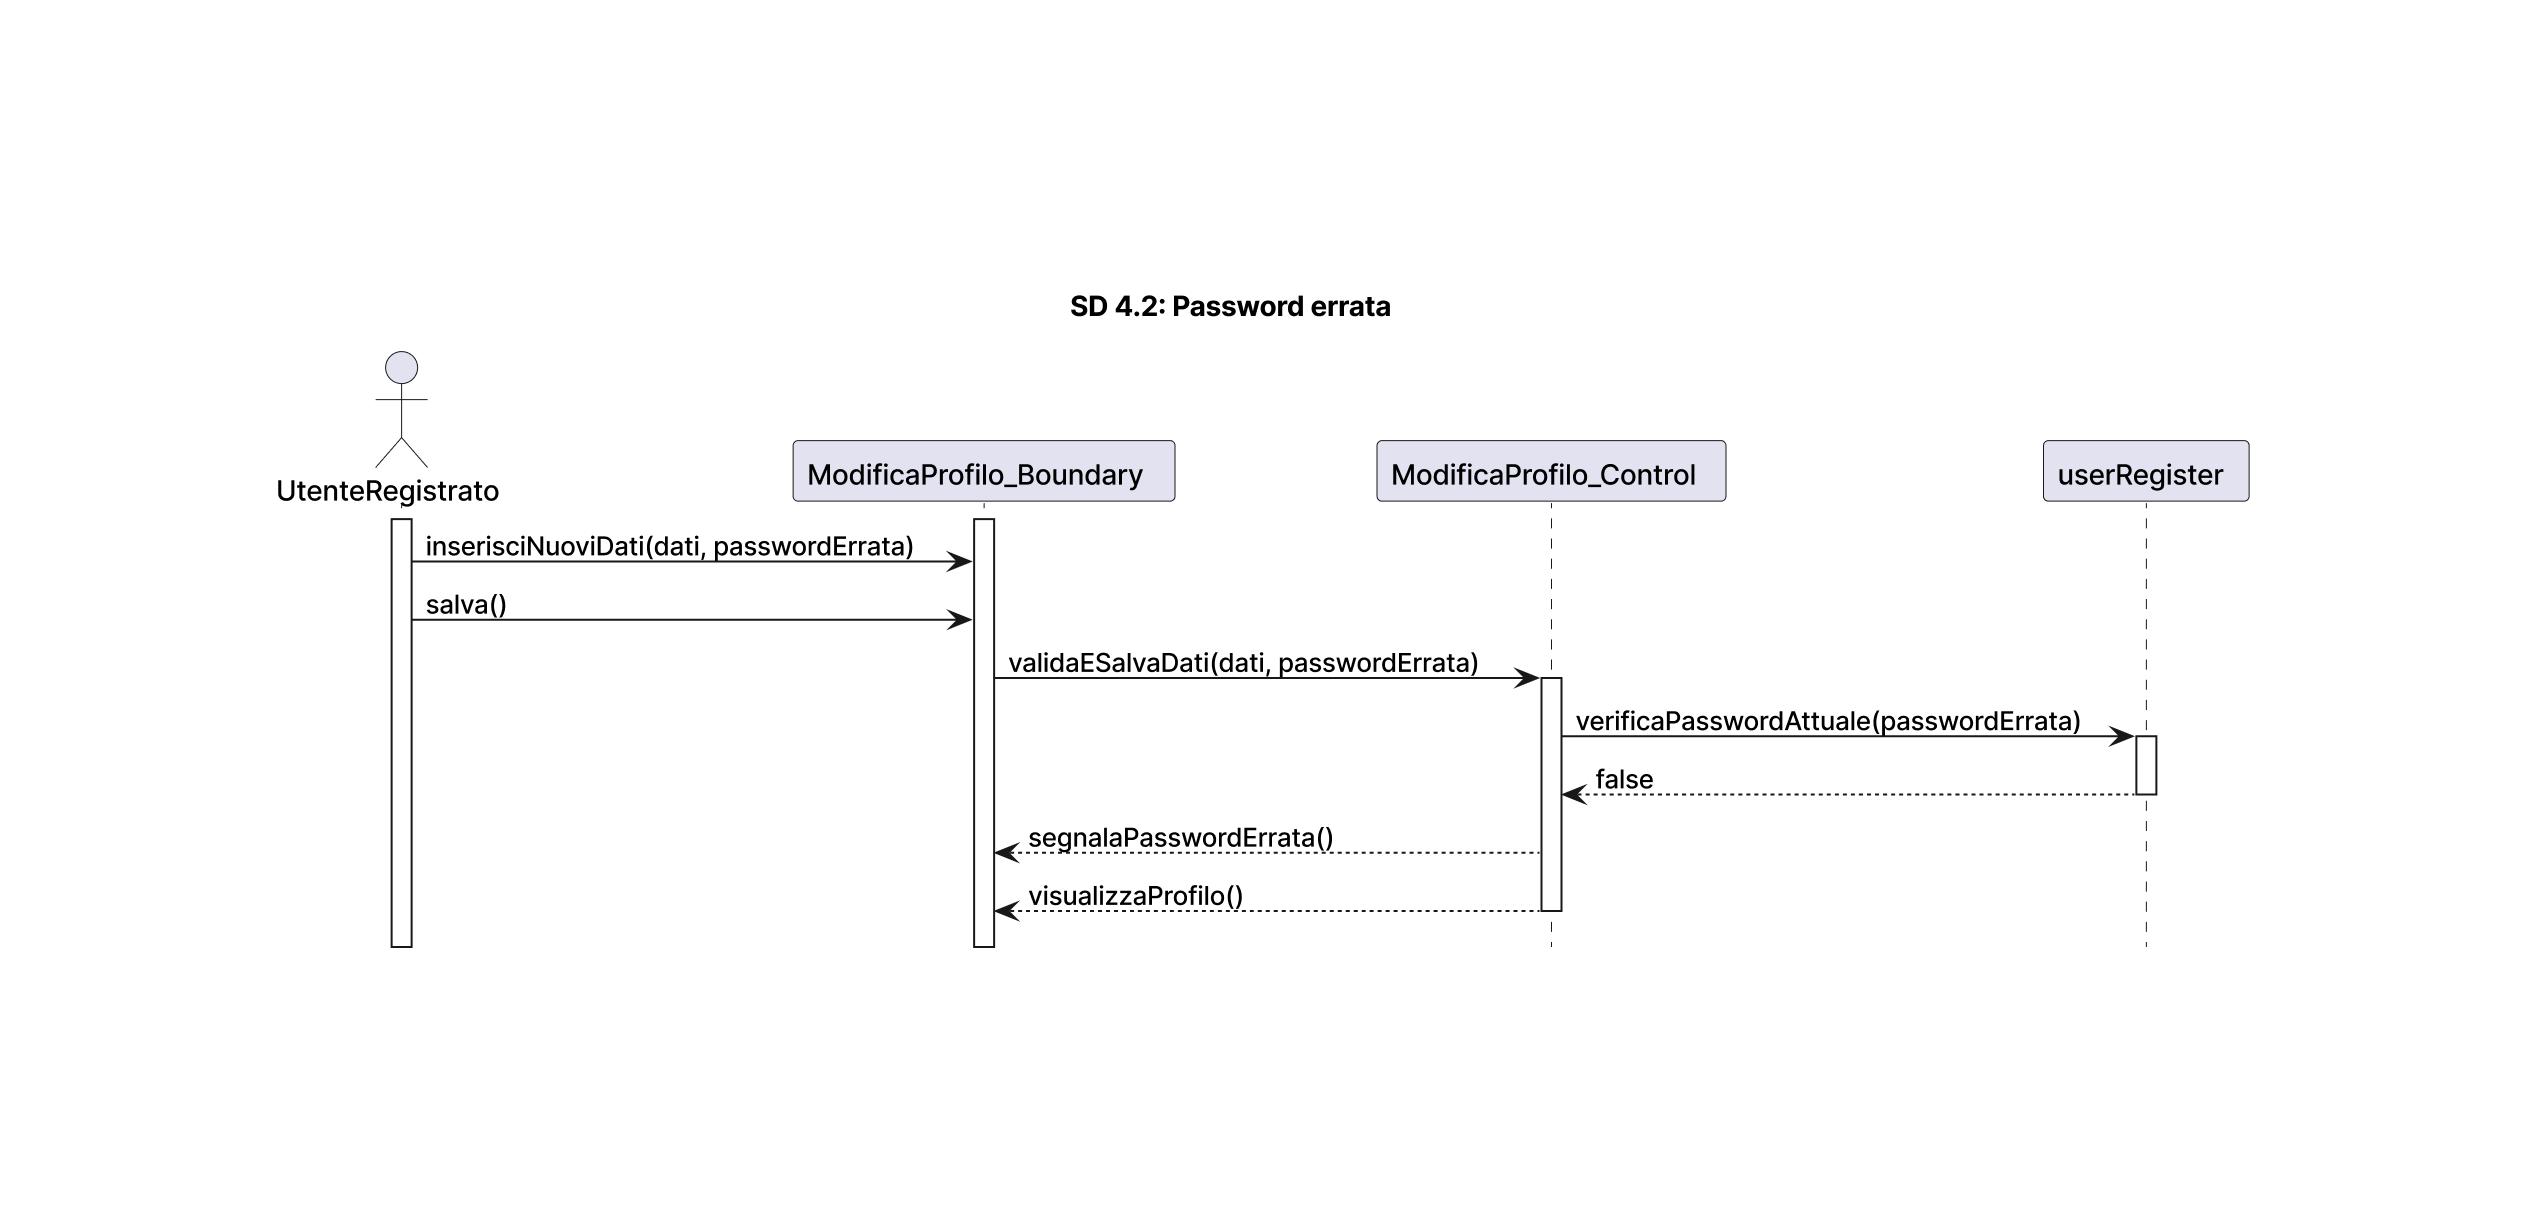 SD 4.2: Password errata
UtenteRegistrato
ModificaProfilo_Boundary
ModificaProfilo_Control
userRegister
inserisciNuoviDati(dati, passwordErrata)
salva()
validaESalvaDati(dati, passwordErrata)
verificaPasswordAttuale(passwordErrata)
false
segnalaPasswordErrata()
visualizzaProfilo()